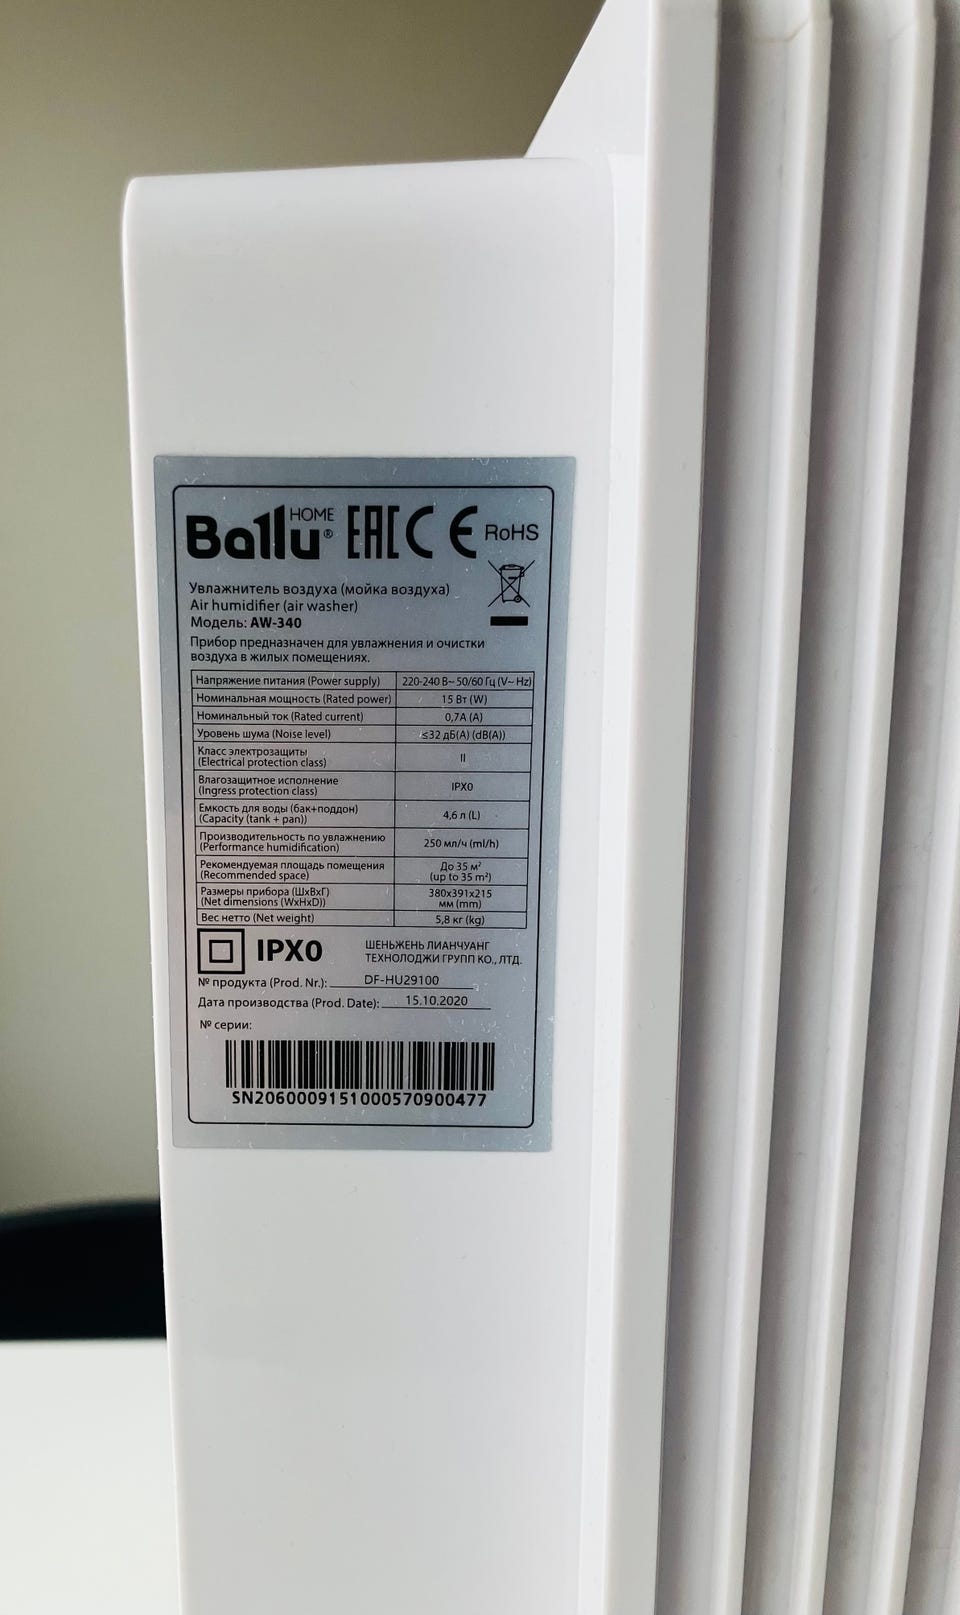 Ballu® HOME EAC CE RoHS
Увлажнитель воздуха (мойка воздуха)
Air humidifier (air washer)
Модель: AW-340
Прибор предназначен для увлажнения и очистки
воздуха в жилых помещениях.
Напряжение питания (Power supply) 220-240 В~ 50/60 Гц (V~ Hz)
Номинальная мощность (Rated power) 15 Вт (W)
Номинальный ток (Rated current) 0,7А (A)
Уровень шума (Noise level) ≤32 дБ(А) (dB(A))
Класс электрозащиты
(Electrical protection class) II
Влагозащитное исполнение
(Ingress protection class) IPX0
Емкость для воды (бак+поддон)
(Capacity (tank + pan)) 4,6 л (L)
Производительность по увлажнению
(Performance humidification) 250 мл/ч (ml/h)
Рекомендуемая площадь помещения До 35 м²
(Recommended space) (up to 35 m²)
Размеры прибора (ШхВхГ) 380х391х215
(Net dimensions (WxHxD)) мм (mm)
Вес нетто (Net weight) 5,8 кг (kg)
IPX0
ШЕНЬЖЕНЬ ЛИАНЧУАНГ
ТЕХНОЛОДЖИ ГРУПП КО., ЛТД.
№ продукта (Prod. Nr.): DF-HU29100
Дата производства (Prod. Date): 15.10.2020
№ серии:
SN2060009151000570900477